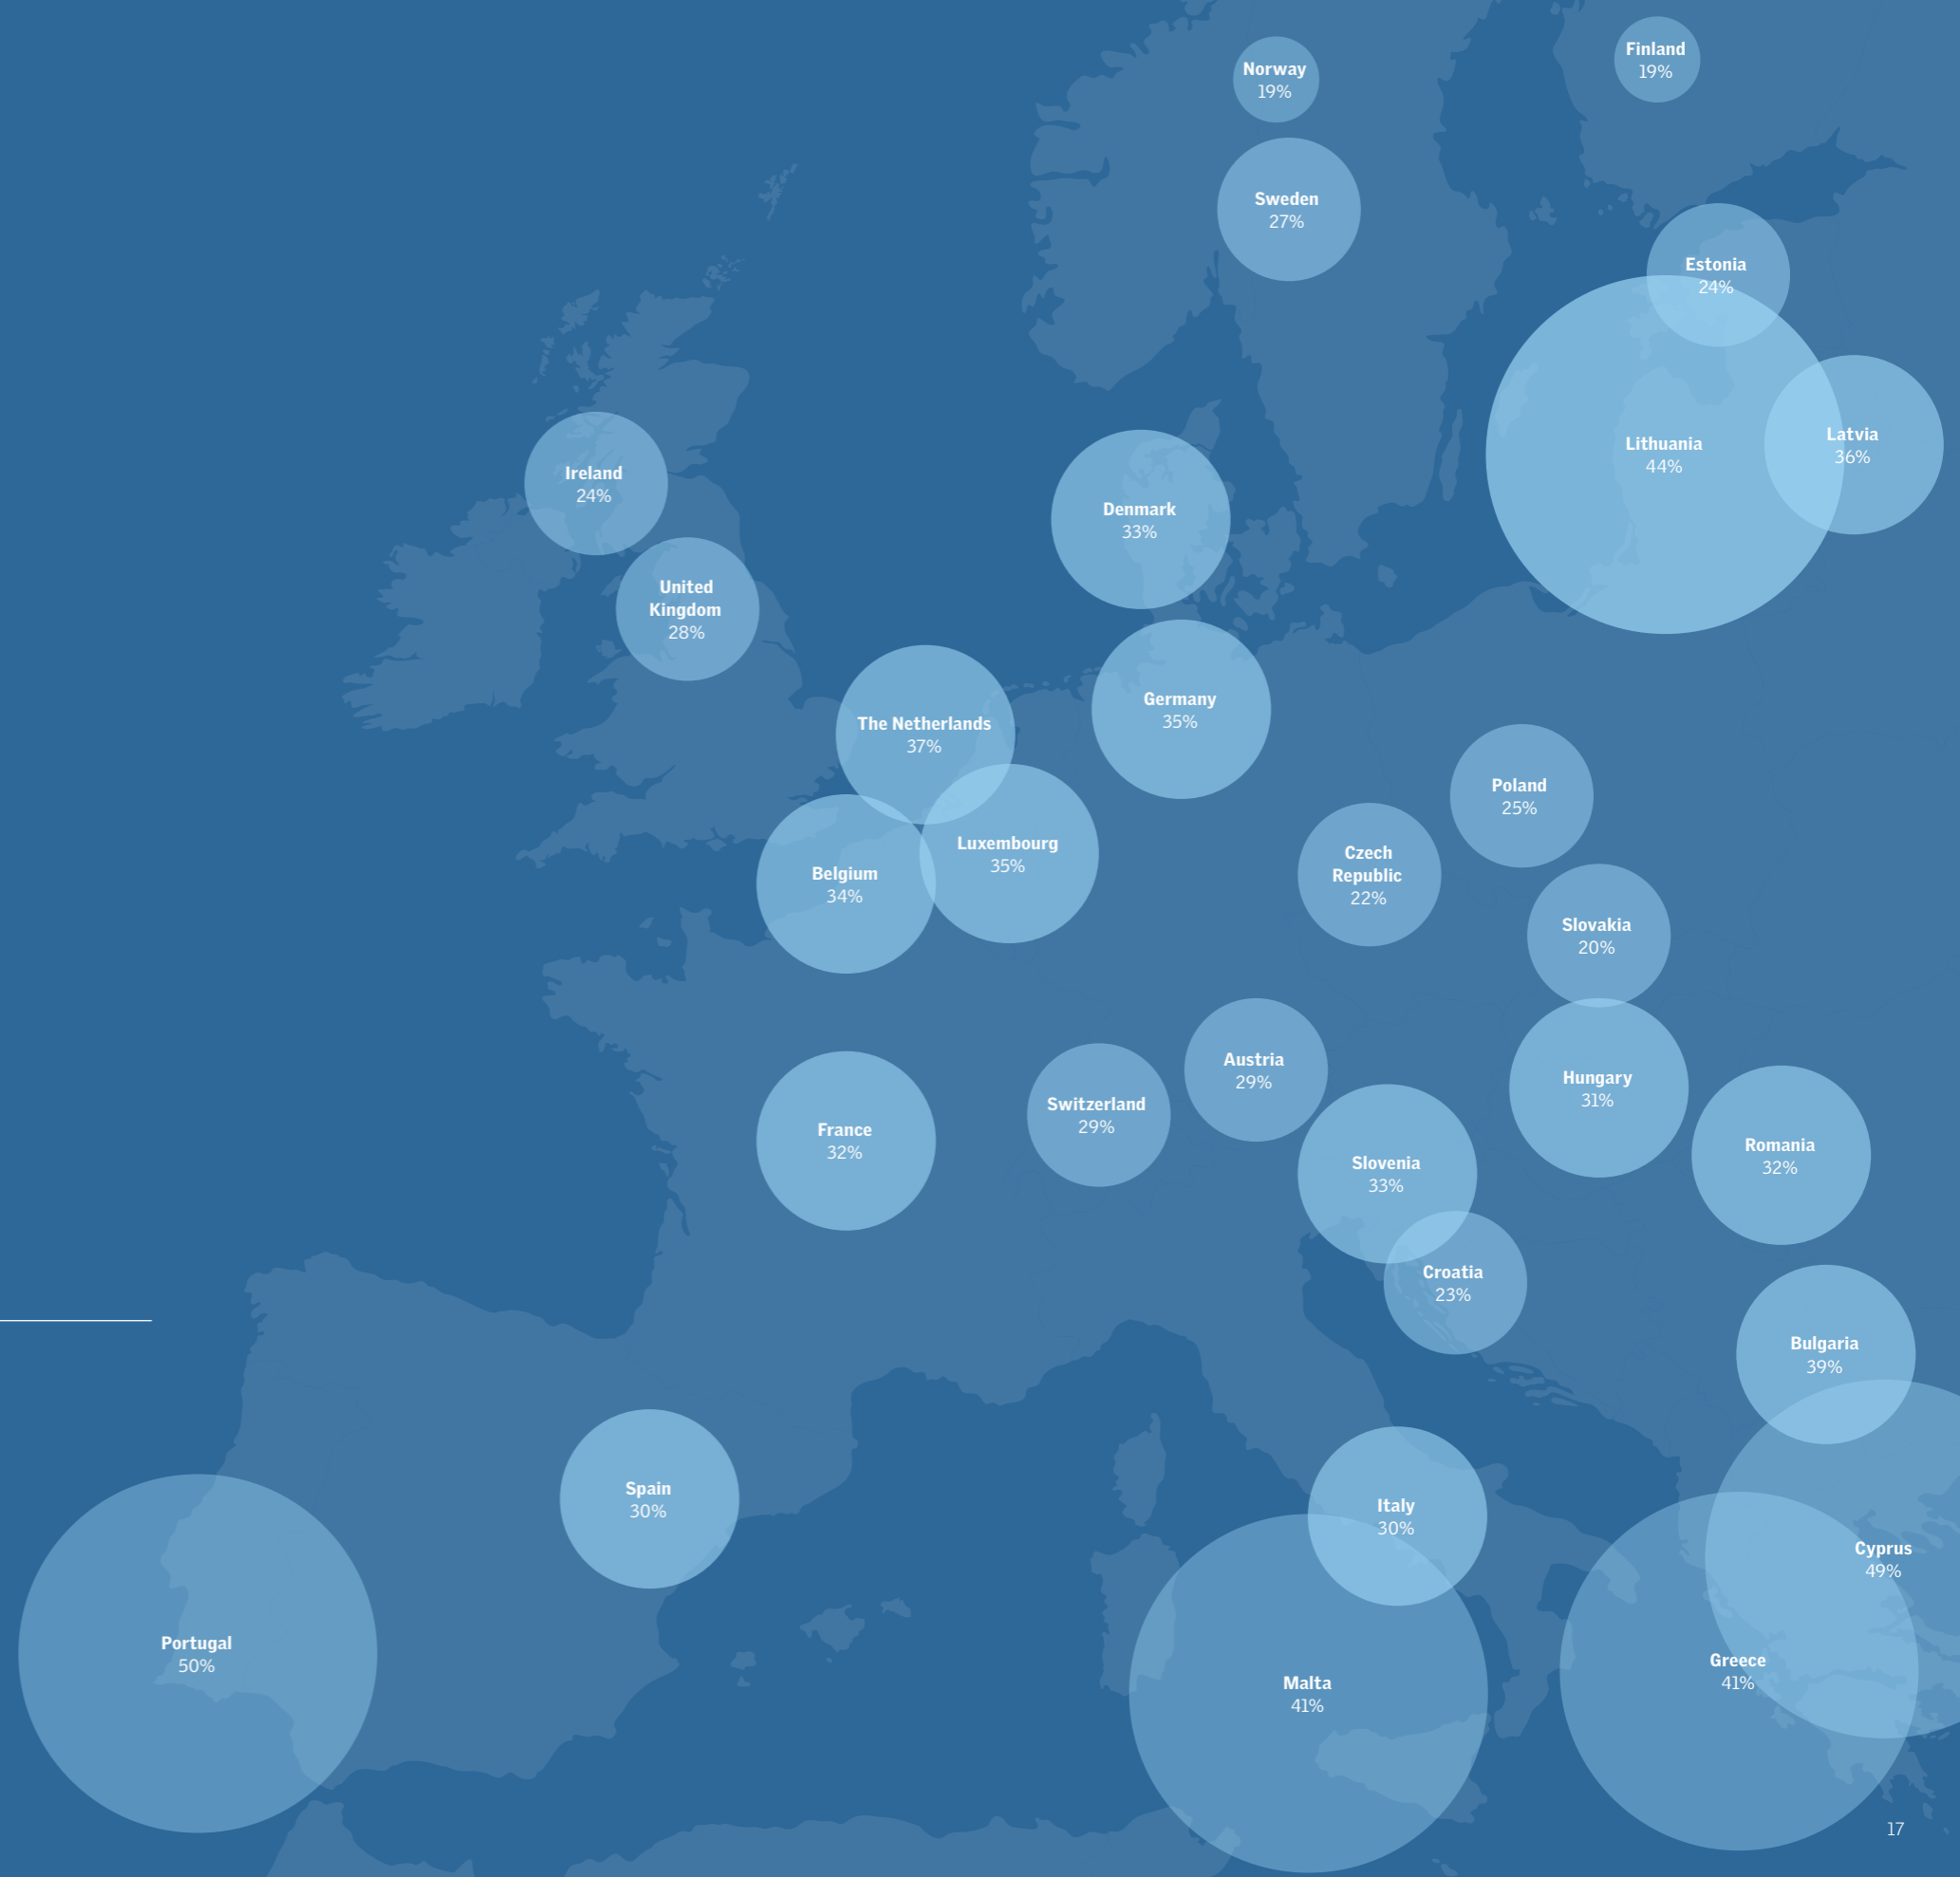 Finland
19%
Norway
19%
Sweden
27%
Estonia
24%
Lithuania
44%
Latvia
36%
Ireland
24%
Denmark
33%
United
Kingdom
28%
The Netherlands
37%
Germany
35%
Poland
25%
Luxembourg
35%
Belgium
34%
Czech
Republic
22%
Slovakia
20%
Austria
29%
Hungary
31%
Switzerland
29%
France
32%
Romania
32%
Slovenia
33%
Croatia
23%
Bulgaria
39%
Spain
30%
Italy
30%
Cyprus
49%
Portugal
50%
Greece
41%
Malta
41%
17